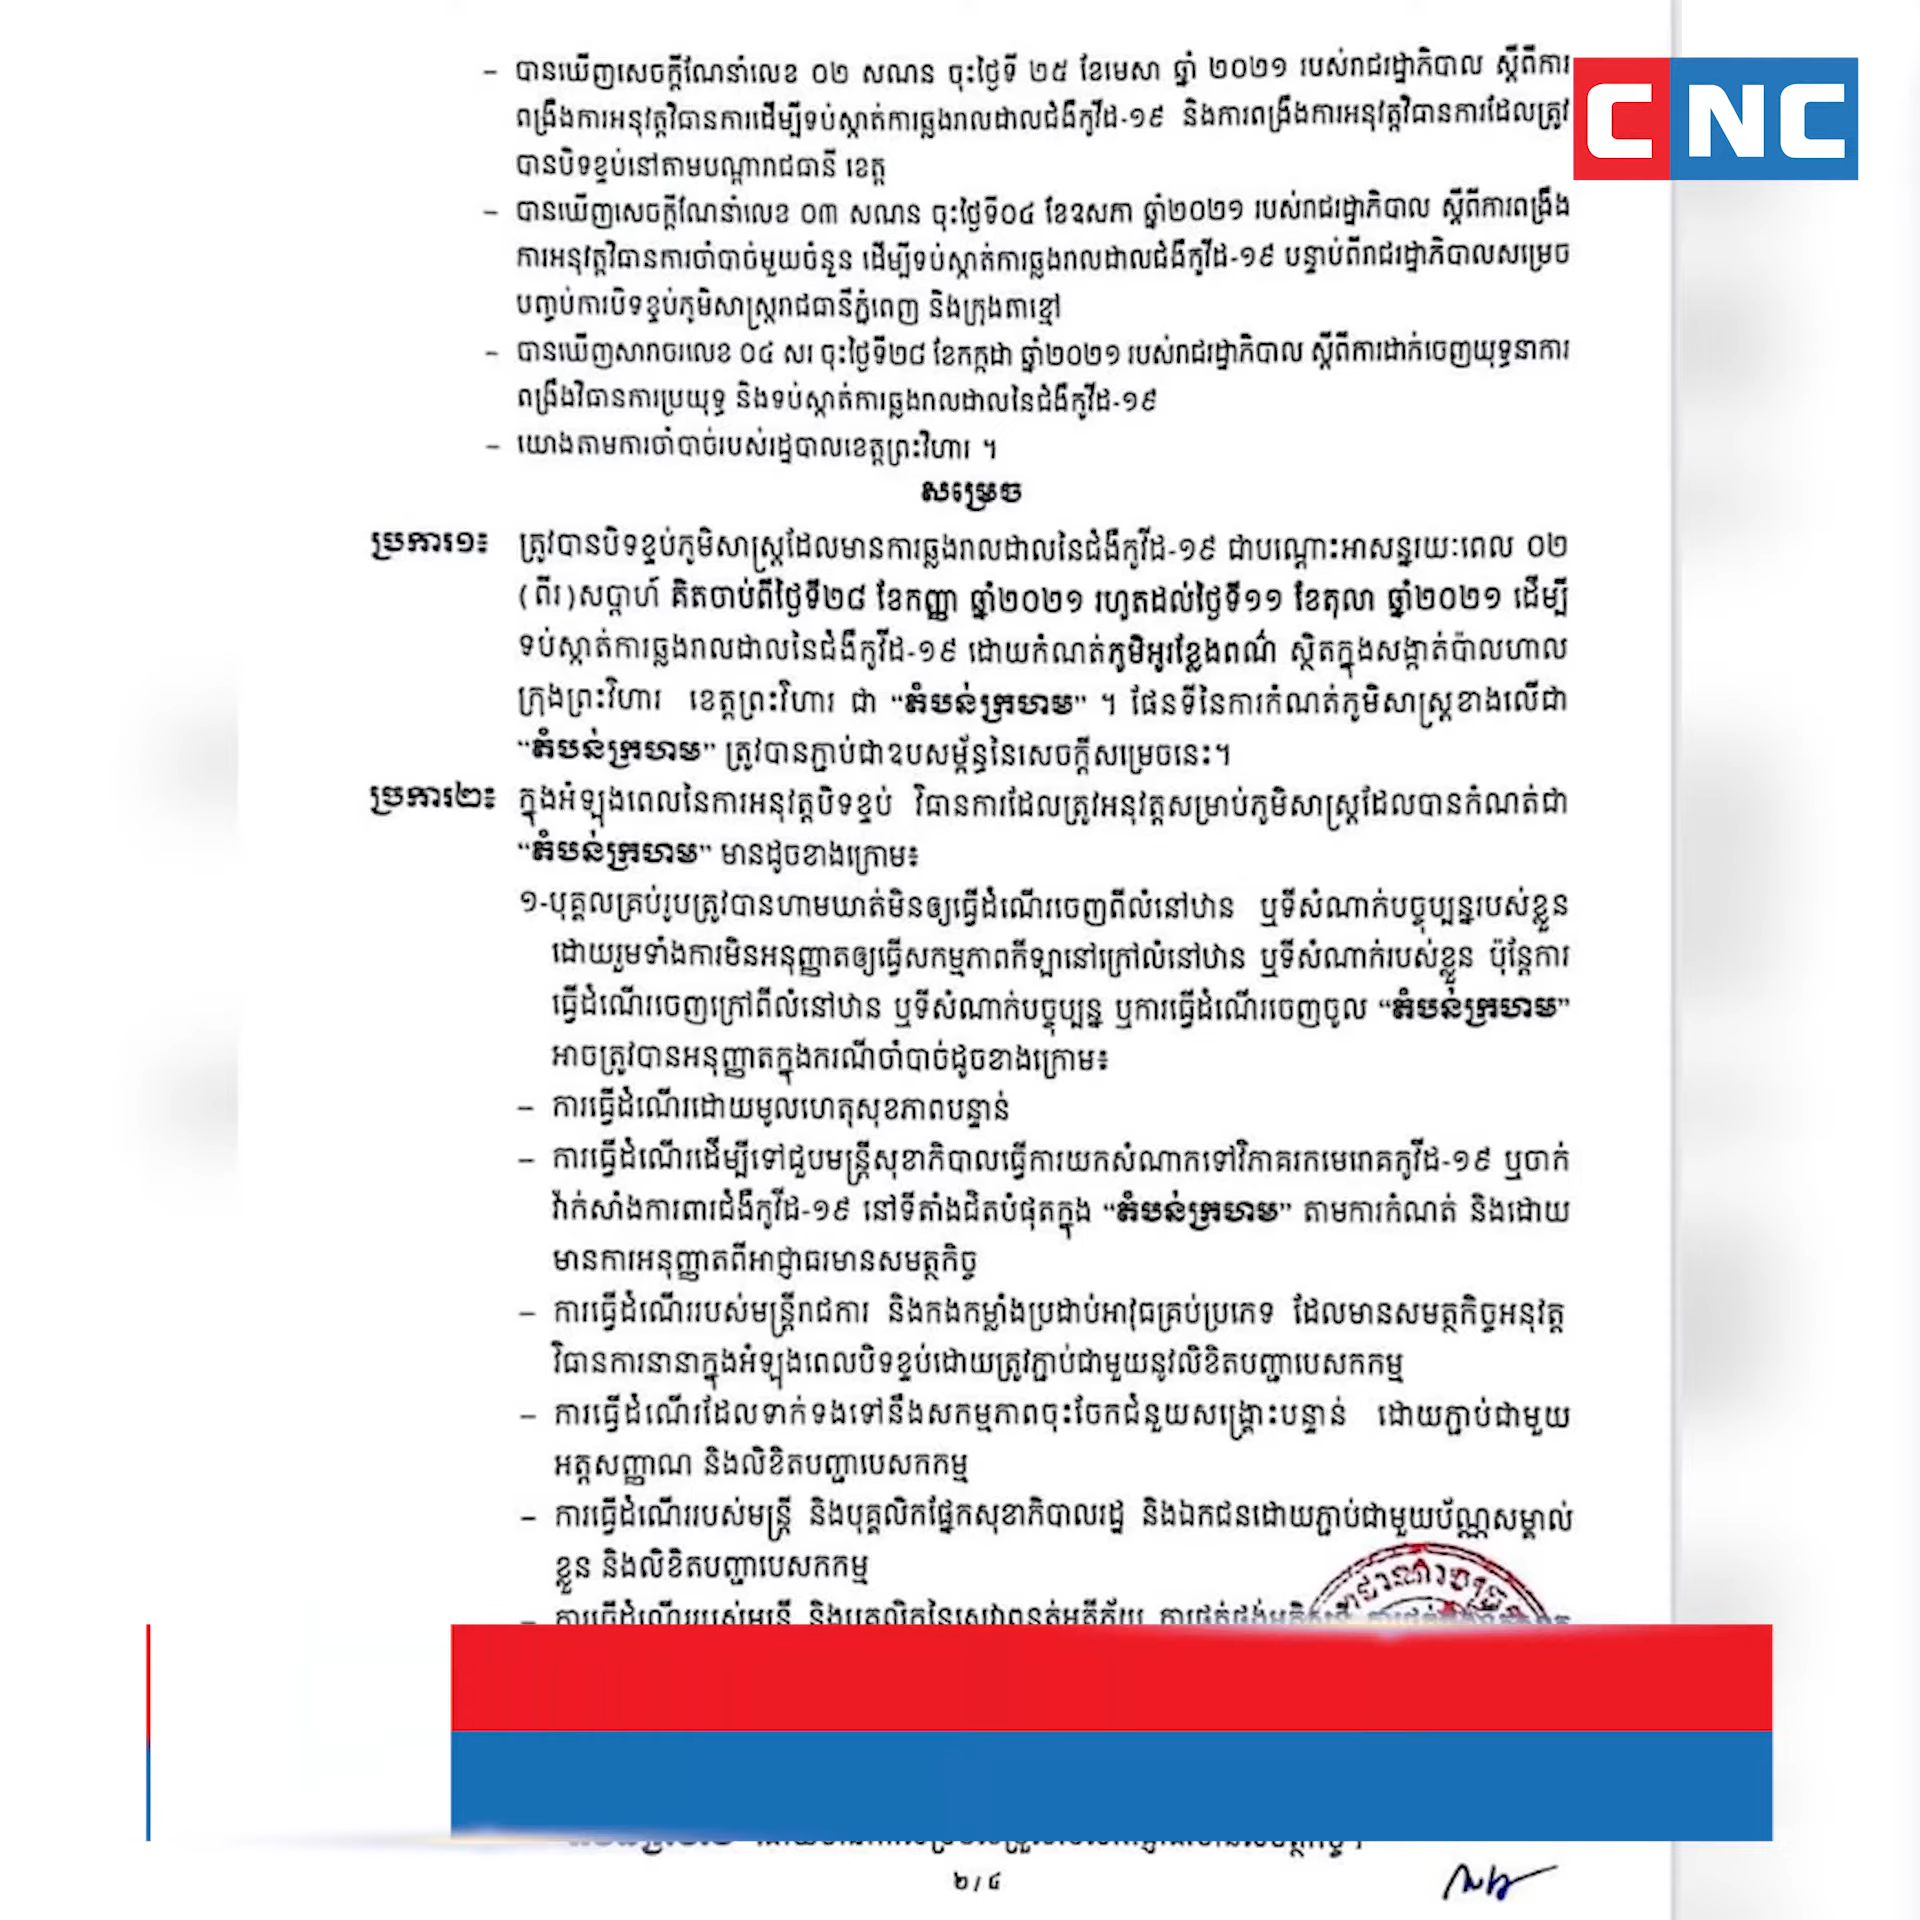 - បានឃើញសេចក្តីណែនាំលេខ ០២ សណន ចុះថ្ងៃទី ២៥ ខែមេសា ឆ្នាំ ២០២១ របស់រាជរដ្ឋាភិបាល ស្តីពីការ
ពង្រឹងការអនុវត្តវិធានការដើម្បីទប់ស្កាត់ការឆ្លងរាលដាលជំងឺកូវីដ-១៩ និងការពង្រឹងការអនុវត្តវិធានការដែលត្រូវ
បានបិទខ្ទប់នៅតាមបណ្តារាជធានី ខេត្ត
- បានឃើញសេចក្តីណែនាំលេខ ០៣ សណន ចុះថ្ងៃទី០៤ ខែឧសភា ឆ្នាំ២០២១ របស់រាជរដ្ឋាភិបាល ស្តីពីការពង្រឹង
ការអនុវត្តវិធានការចាំបាច់មួយចំនួន ដើម្បីទប់ស្កាត់ការឆ្លងរាលដាលជំងឺកូវីដ-១៩ បន្ទាប់ពីរាជរដ្ឋាភិបាលសម្រេច
បញ្ចប់ការបិទខ្ទប់ភូមិសាស្ត្ររាជធានីភ្នំពេញ និងក្រុងតាខ្មៅ
- បានឃើញសារាចរលេខ ០៤ សរ ចុះថ្ងៃទី២៨ ខែកក្កដា ឆ្នាំ២០២១ របស់រាជរដ្ឋាភិបាល ស្តីពីការដាក់ចេញយុទ្ធនាការ
ពង្រឹងវិធានការប្រយុទ្ធ និងទប់ស្កាត់ការឆ្លងរាលដាលនៃជំងឺកូវីដ-១៩
- យោងតាមការចាំបាច់របស់រដ្ឋបាលខេត្តព្រះវិហារ ។
សម្រេច
ប្រការ១៖ ត្រូវបានបិទខ្ទប់ភូមិសាស្ត្រដែលមានការឆ្លងរាលដាលនៃជំងឺកូវីដ-១៩ ជាបណ្តោះអាសន្នរយៈពេល ០២
(ពីរ)សប្តាហ៍ គិតចាប់ពីថ្ងៃទី២៨ ខែកញ្ញា ឆ្នាំ២០២១ រហូតដល់ថ្ងៃទី១១ ខែតុលា ឆ្នាំ២០២១ ដើម្បី
ទប់ស្កាត់ការឆ្លងរាលដាលនៃជំងឺកូវីដ-១៩ ដោយកំណត់ភូមិអូរខ្លែងពណ៌ ស្ថិតក្នុងសង្កាត់ប៉ាលហាល
ក្រុងព្រះវិហារ ខេត្តព្រះវិហារ ជា “តំបន់ក្រហម” ។ ផែនទីនៃការកំណត់ភូមិសាស្ត្រខាងលើជា
“តំបន់ក្រហម” ត្រូវបានភ្ជាប់ជាឧបសម្ព័ន្ធនៃសេចក្តីសម្រេចនេះ។
ប្រការ២៖ ក្នុងអំឡុងពេលនៃការអនុវត្តបិទខ្ទប់ វិធានការដែលត្រូវអនុវត្តសម្រាប់ភូមិសាស្ត្រដែលបានកំណត់ជា
“តំបន់ក្រហម” មានដូចខាងក្រោម៖
១-បុគ្គលគ្រប់រូបត្រូវបានហាមឃាត់មិនឲ្យធ្វើដំណើរចេញពីលំនៅឋាន ឬទីសំណាក់បច្ចុប្បន្នរបស់ខ្លួន
ដោយរួមទាំងការមិនអនុញ្ញាតឲ្យធ្វើសកម្មភាពកីឡានៅក្រៅលំនៅឋាន ឬទីសំណាក់របស់ខ្លួន ប៉ុន្តែការ
ធ្វើដំណើរចេញក្រៅពីលំនៅឋាន ឬទីសំណាក់បច្ចុប្បន្ន ឬការធ្វើដំណើរចេញចូល “តំបន់ក្រហម”
អាចត្រូវបានអនុញ្ញាតក្នុងករណីចាំបាច់ដូចខាងក្រោម៖
- ការធ្វើដំណើរដោយមូលហេតុសុខភាពបន្ទាន់
- ការធ្វើដំណើរដើម្បីទៅជួបមន្ត្រីសុខាភិបាលធ្វើការយកសំណាកទៅវិភាគរកមេរោគកូវីដ-១៩ ឬចាក់
វ៉ាក់សាំងការពារជំងឺកូវីដ-១៩ នៅទីតាំងជិតបំផុតក្នុង “តំបន់ក្រហម” តាមការកំណត់ និងដោយ
មានការអនុញ្ញាតពីអាជ្ញាធរមានសមត្ថកិច្ច
- ការធ្វើដំណើររបស់មន្ត្រីរាជការ និងកងកម្លាំងប្រដាប់អាវុធគ្រប់ប្រភេទ ដែលមានសមត្ថកិច្ចអនុវត្ត
វិធានការនានាក្នុងអំឡុងពេលបិទខ្ទប់ដោយត្រូវភ្ជាប់ជាមួយនូវលិខិតបញ្ជាបេសកកម្ម
- ការធ្វើដំណើរដែលទាក់ទងទៅនឹងសកម្មភាពចុះចែកជំនួយសង្គ្រោះបន្ទាន់ ដោយភ្ជាប់ជាមួយ
អត្តសញ្ញាណ និងលិខិតបញ្ជាបេសកកម្ម
- ការធ្វើដំណើររបស់មន្ត្រី និងបុគ្គលិកផ្នែកសុខាភិបាលរដ្ឋ និងឯកជនដោយភ្ជាប់ជាមួយប័ណ្ណសម្គាល់
ខ្លួន និងលិខិតបញ្ជាបេសកកម្ម
- ការធ្វើដំណើររបស់មន្ត្រី និងបុគ្គលិកនៃសេវាពន្លត់អគ្គីភ័យ
២/៤
CNC